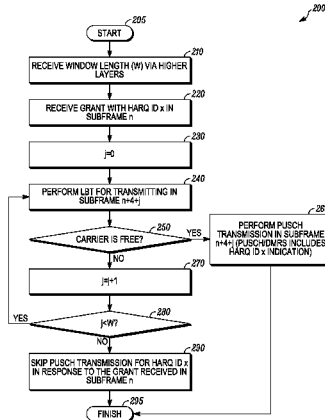 200
205
START
210
RECEIVE WINDOW LENGTH (W) VIA HIGHER
LAYERS
220
RECEIVE GRANT WITH HARQ ID x IN
SUBFRAME n
230
j=0
240
PERFORM LBT FOR TRANSMITTING IN
SUBFRAME n+4+j
250
CARRIER IS FREE?
YES
NO
26
PERFORM PUSCH
TRANSMISSION IN SUBFRAME
n+4+j (PUSCH/DMRS INCLUDES
HARQ ID x INDICATION)
270
j=j+1
280
j<W?
YES
NO
290
SKIP PUSCH TRANSMISSION FOR HARQ ID x
IN RESPONSE TO THE GRANT RECEIVED IN
SUBFRAME n
295
FINISH